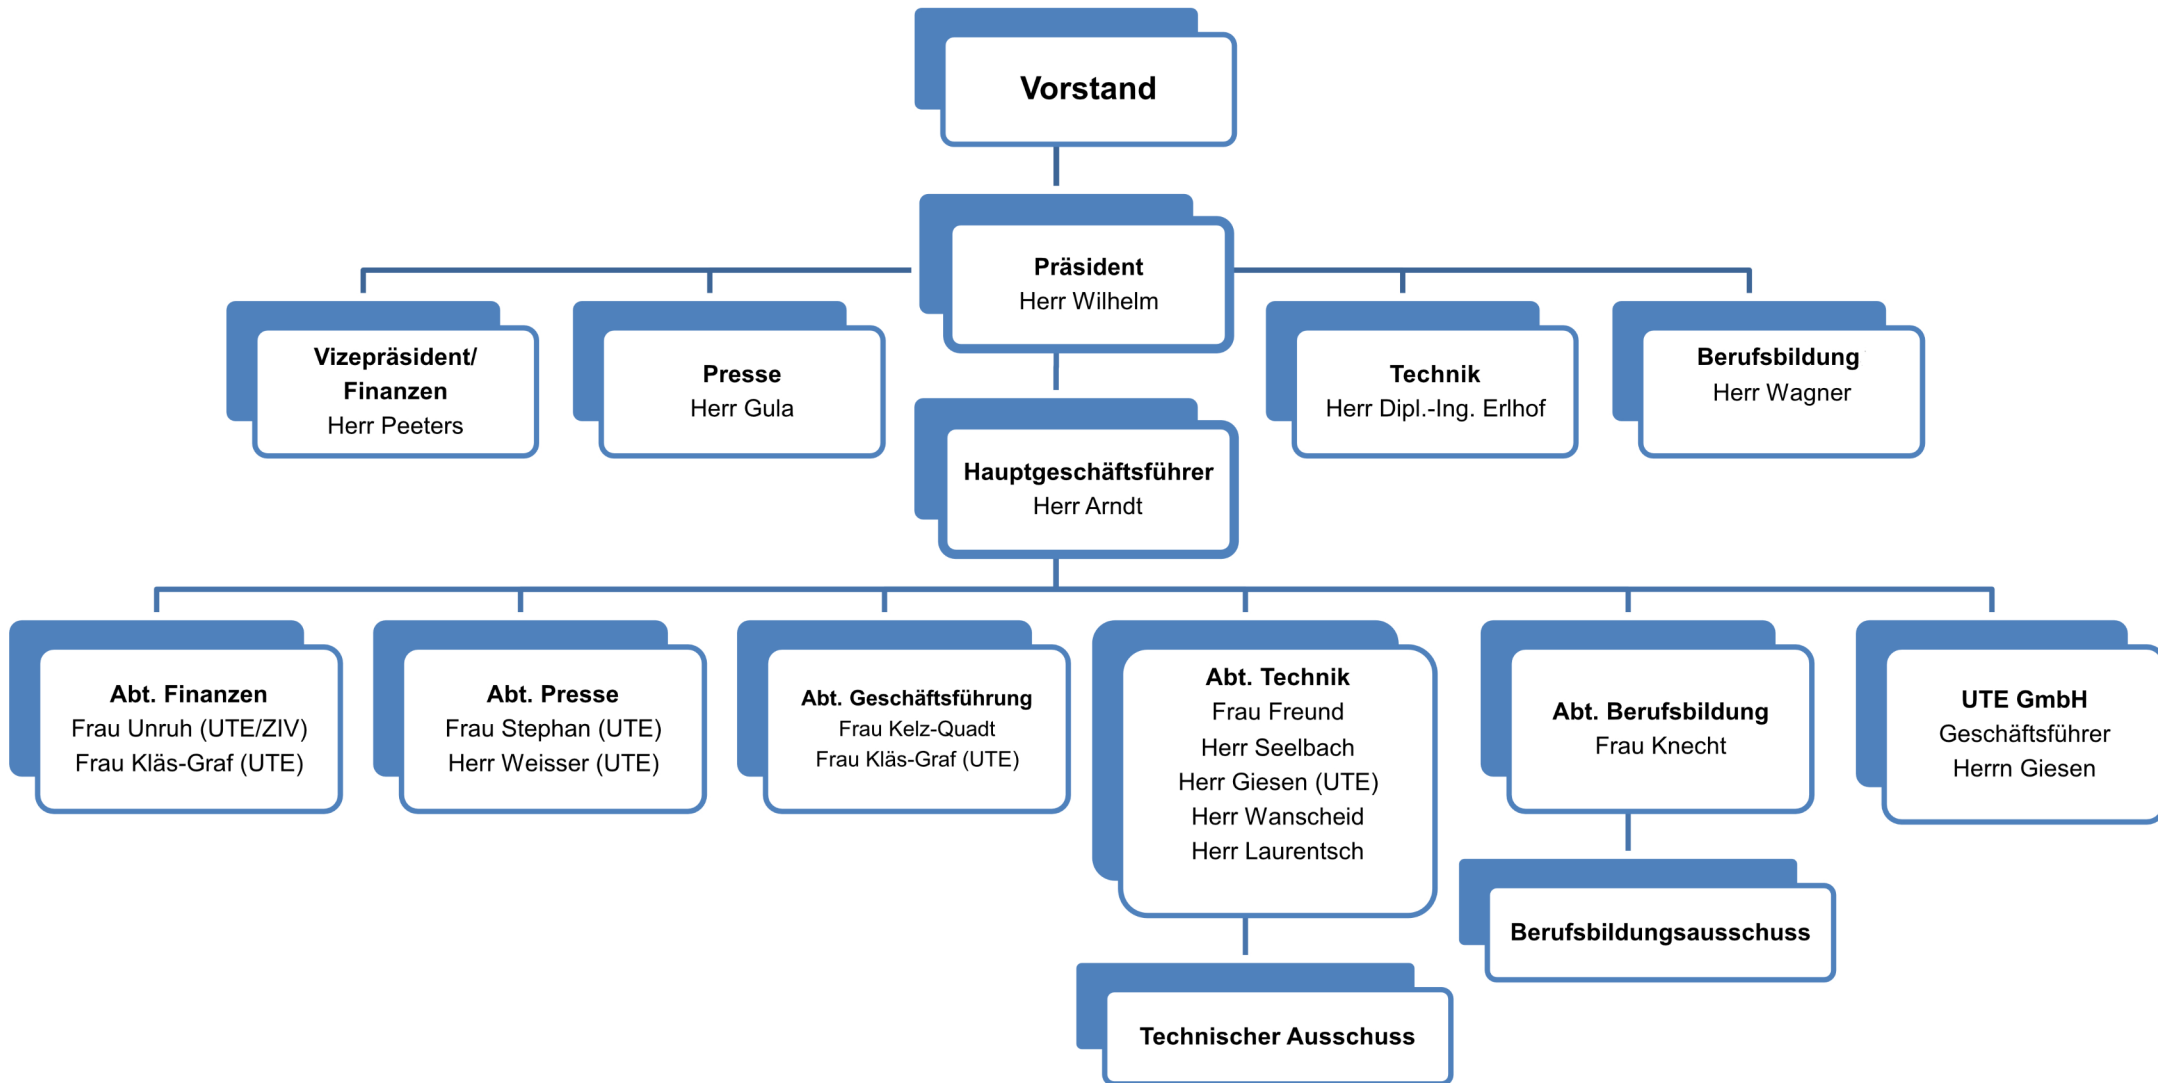 Vorstand
Präsident
Herr Wilhelm
Vizepräsident/
Finanzen
Herr Peeters
Presse
Herr Gula
Technik
Herr Dipl.-Ing. Erlhof
Berufsbildung
Herr Wagner
Hauptgeschäftsführer
Herr Arndt
Abt. Finanzen
Frau Unruh (UTE/ZIV)
Frau Kläs-Graf (UTE)
Abt. Presse
Frau Stephan (UTE)
Herr Weisser (UTE)
Abt. Geschäftsführung
Frau Kelz-Quadt
Frau Kläs-Graf (UTE)
Abt. Technik
Frau Freund
Herr Seelbach
Herr Giesen (UTE)
Herr Wanscheid
Herr Laurentsch
Abt. Berufsbildung
Frau Knecht
UTE GmbH
Geschäftsführer
Herrn Giesen
Berufsbildungsausschuss
Technischer Ausschuss